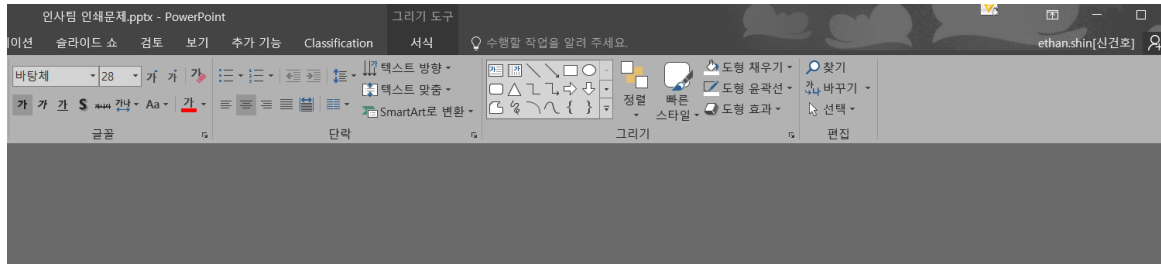 인사팀 인쇄문제.pptx - PowerPoint 그리기 도구
이션 슬라이드 쇼 검토 보기 추가 기능 Classification 서식 수행할 작업을 알려 주세요. ethan.shin[신건호]
바탕체 28 가 가 가 텍스트 방향 도형 채우기 찾기
텍스트 맞춤 정렬 빠른 스타일 도형 윤곽선 바꾸기
가 가 가 S 간 Aa 가 SmartArt로 변환 도형 효과 선택
글꼴 단락 그리기 편집